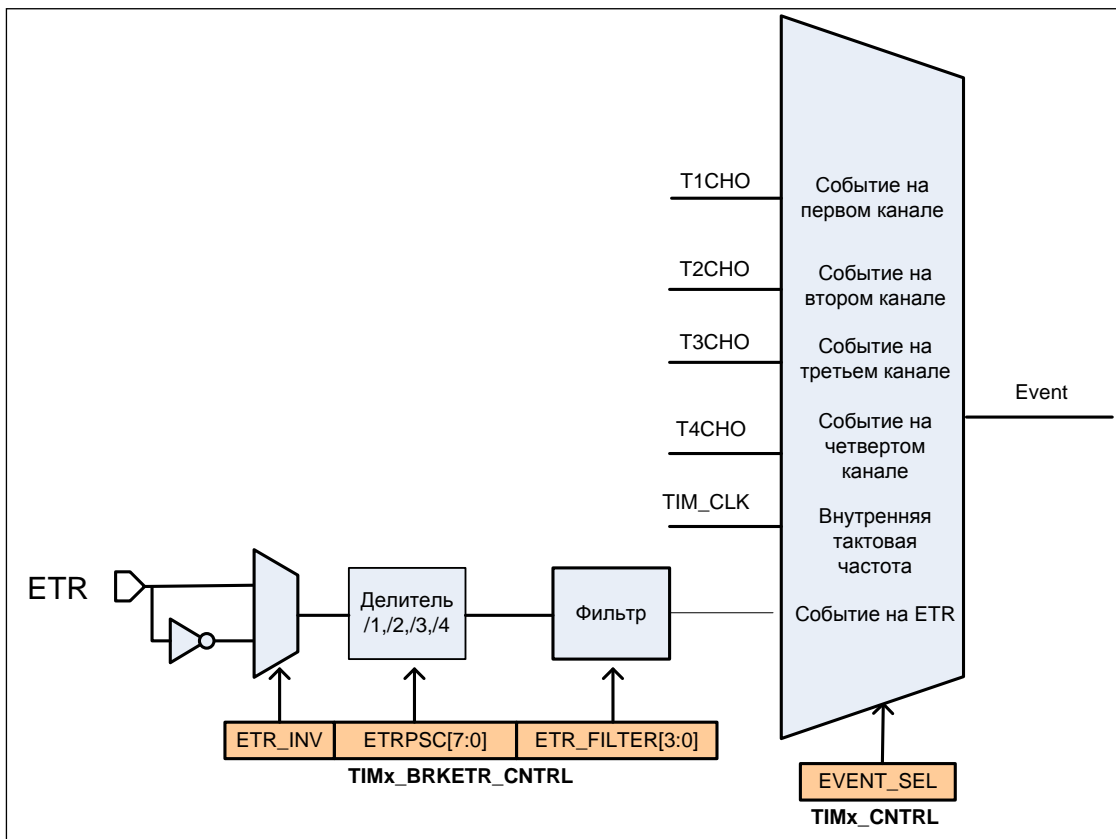 T1CHO
Событие на
первом канале
T2CHO
Событие на
втором канале
T3CHO
Событие на
третьем канале
Event
T4CHO
Событие на
четвертом
канале
TIM_CLK
Внутренняя
тактовая
частота
ETR
Делитель
/1,/2,/3,/4
Фильтр
Событие на ETR
ETR_INV
ETRPSC[7:0]
ETR_FILTER[3:0]
TIMx_BRKETR_CNTRL
EVENT_SEL
TIMx_CNTRL